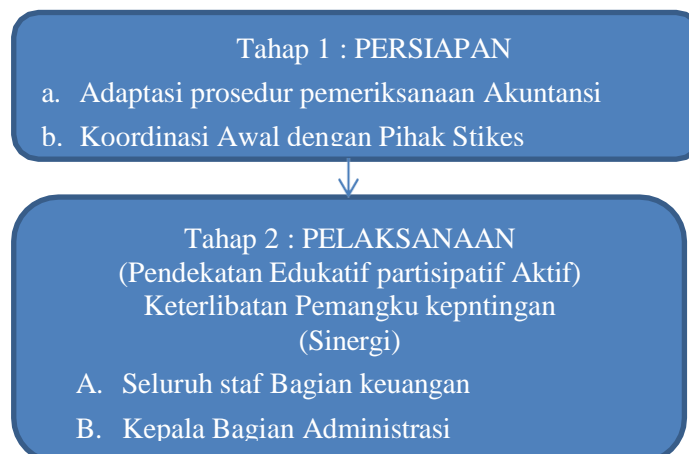 Tahap 1 : PERSIAPAN
a. Adaptasi prosedur pemeriksanaan Akuntansi
b. Koordinasi Awal dengan Pihak Stikes
Tahap 2 : PELAKSANAAN
(Pendekatan Edukatif partisipatif Aktif)
Keterlibatan Pemangku kepntingan
(Sinergi)
A. Seluruh staf Bagian keuangan
B. Kepala Bagian Administrasi